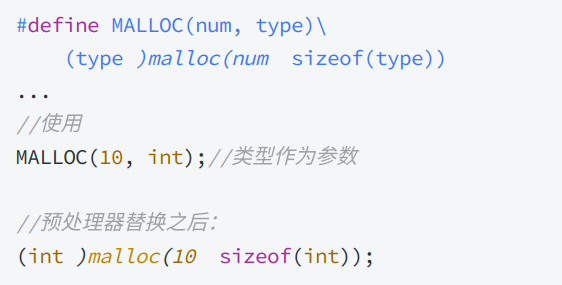 #define MALLOC(num, type)\
(type )malloc(num  sizeof(type))
...
//使用
MALLOC(10, int);//类型作为参数
//预处理器替换之后：
(int )malloc(10  sizeof(int));